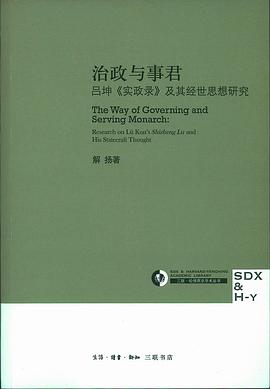 治政与事君
吕坤《实政录》及其经世思想研究
The Way of Governing and
Serving Monarch:
Research on Lü Kun's Shizheng Lu and
His Statecraft Thought
解 扬著
SDX & HARVARD-YENCHING
ACADEMIC LIBRARY
三联·哈佛燕京学术丛书
SDX
&
H-Y
生活·讀書·新知 三联书店